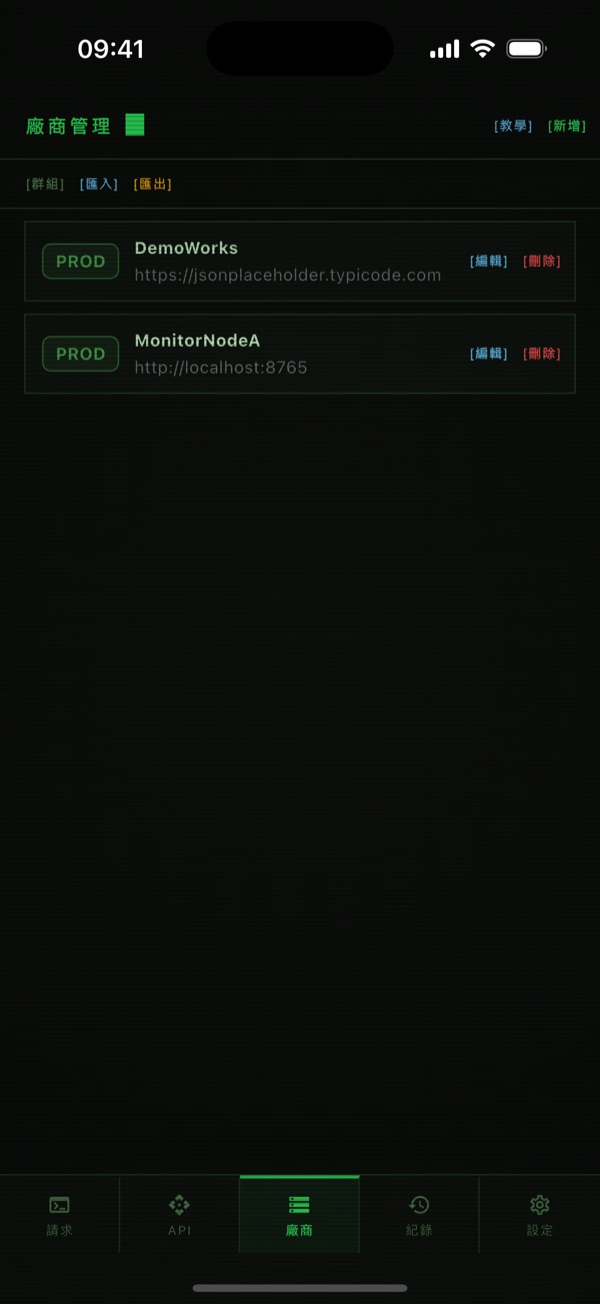 09:41
廠商管理
[教學] [新增]
[群組] [匯入] [匯出]
PROD
DemoWorks
https://jsonplaceholder.typicode.com
[編輯] [刪除]
PROD
MonitorNodeA
http://localhost:8765
[編輯] [刪除]
請求
API
廠商
紀錄
設定